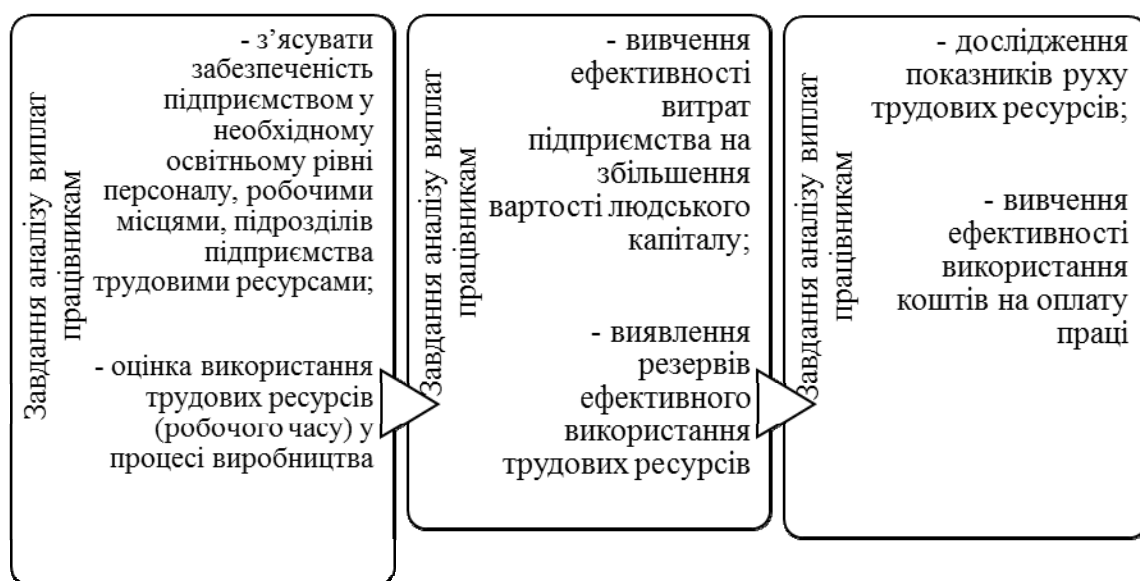 Завдання аналізу виплат
працівникам
- з’ясувати
забезпеченість
підприємством у
необхідному
освітньому рівні
персоналу, робочими
місцями, підрозділів
підприємства
трудовими ресурсами;
- оцінка використання
трудових ресурсів
(робочого часу) у
процесі виробництва
Завдання аналізу виплат
працівникам
- вивчення
ефективності
витрат
підприємства на
збільшення
вартості людського
капіталу;
- виявлення
резервів
ефективного
використання
трудових ресурсів
Завдання аналізу виплат
працівникам
- дослідження
показників руху
трудових ресурсів;
- вивчення
ефективності
використання
коштів на оплату
праці